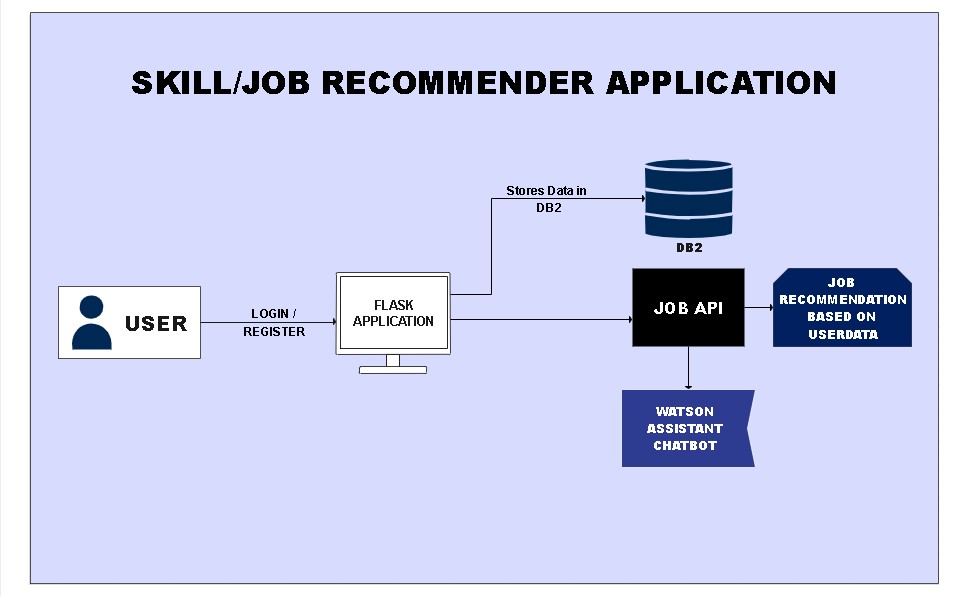 SKILL/JOB RECOMMENDER APPLICATION
Stores Data in
DB2
DB2
USER
LOGIN /
REGISTER
FLASK
APPLICATION
JOB API
JOB
RECOMMENDATION
BASED ON
USERDATA
WATSON
ASSISTANT
CHATBOT